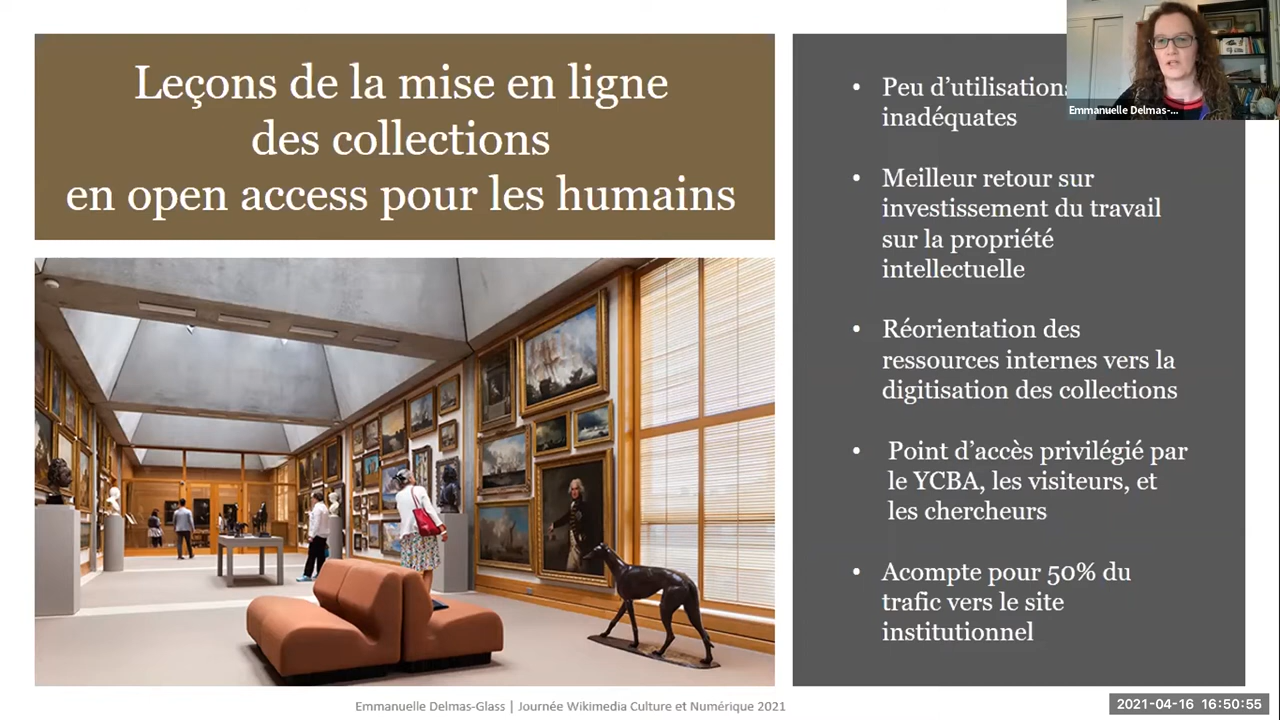 Leçons de la mise en ligne
des collections
en open access pour les humains
• Peu d’utilisations
inadéquates
• Meilleur retour sur
investissement du travail
sur la propriété
intellectuelle
• Réorientation des
ressources internes vers la
digitisation des collections
• Point d’accès privilégié par
le YCBA, les visiteurs, et
les chercheurs
• Acompte pour 50% du
trafic vers le site
institutionnel
Emmanuelle Delmas-...
Emmanuelle Delmas-Glass | Journée Wikimedia Culture et Numérique 2021
2021-04-16 16:50:55